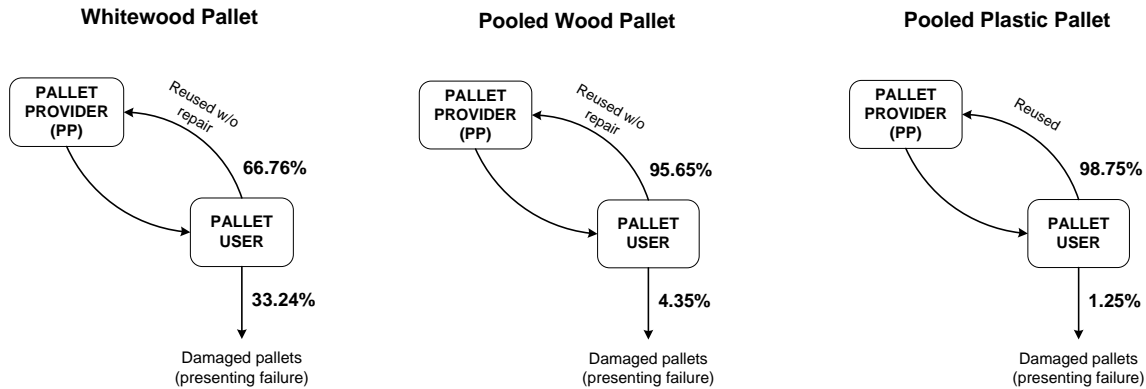 Whitewood Pallet
PALLET
PROVIDER
(PP)
Reused w/o
repair
66.76%
PALLET
USER
33.24%
Damaged pallets
(presenting failure)
Pooled Wood Pallet
PALLET
PROVIDER
(PP)
Reused w/o
repair
95.65%
PALLET
USER
4.35%
Damaged pallets
(presenting failure)
Pooled Plastic Pallet
PALLET
PROVIDER
(PP)
Reused
98.75%
PALLET
USER
1.25%
Damaged pallets
(presenting failure)